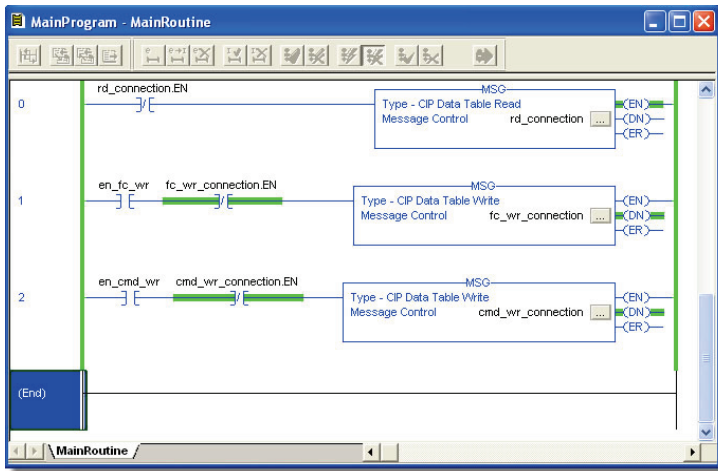 MainProgram - MainRoutine
0
rd_connection.EN
MSG
Type - CIP Data Table Read
Message Control rd_connection ...
(EN)
(DN)
(ER)
1
en_fc_wr fc_wr_connection.EN
MSG
Type - CIP Data Table Write
Message Control fc_wr_connection ...
(EN)
(DN)
(ER)
2
en_cmd_wr cmd_wr_connection.EN
MSG
Type - CIP Data Table Write
Message Control cmd_wr_connection ...
(EN)
(DN)
(ER)
(End)
MainRoutine